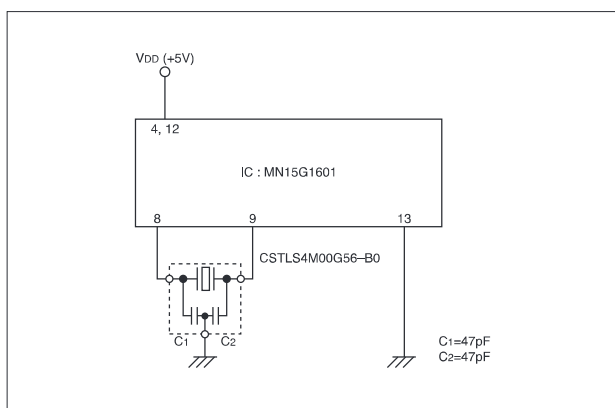 VDD (+5V)
4, 12
IC : MN15G1601
8 9 13
CSTLS4M00G56–B0
C1 C2
C1=47pF
C2=47pF